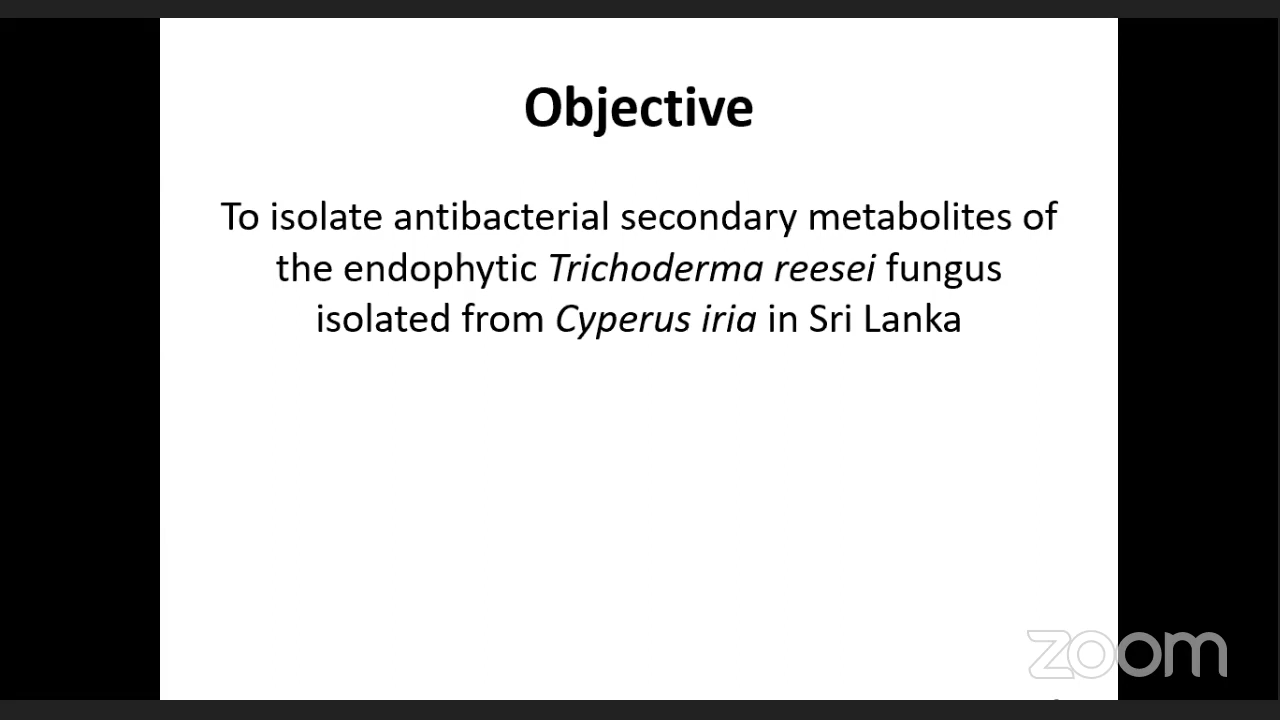 Objective
To isolate antibacterial secondary metabolites of
the endophytic Trichoderma reesei fungus
isolated from Cyperus iria in Sri Lanka
zoom